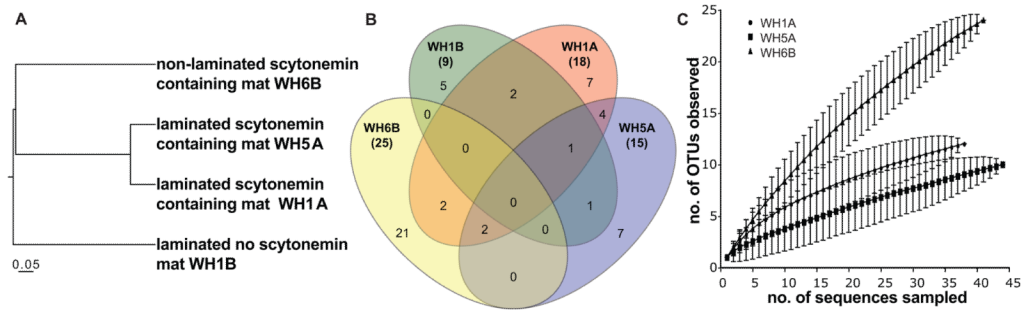 A
non-laminated scytonemin
containing mat WH6B
laminated scytonemin
containing mat WH5A
laminated scytonemin
containing mat  WH1A
laminated no scytonemin
mat WH1B
0.05
B
WH1B
(9)
WH1A
(18)
WH6B
(25)
WH5A
(15)
5
2
7
0
4
0
1
2
0
1
21
2
0
7
0
C
WH1A
WH5A
WH6B
no. of OTUs observed
25
20
15
10
5
0
0 5 10 15 20 25 30 35 40 45
no. of sequences sampled